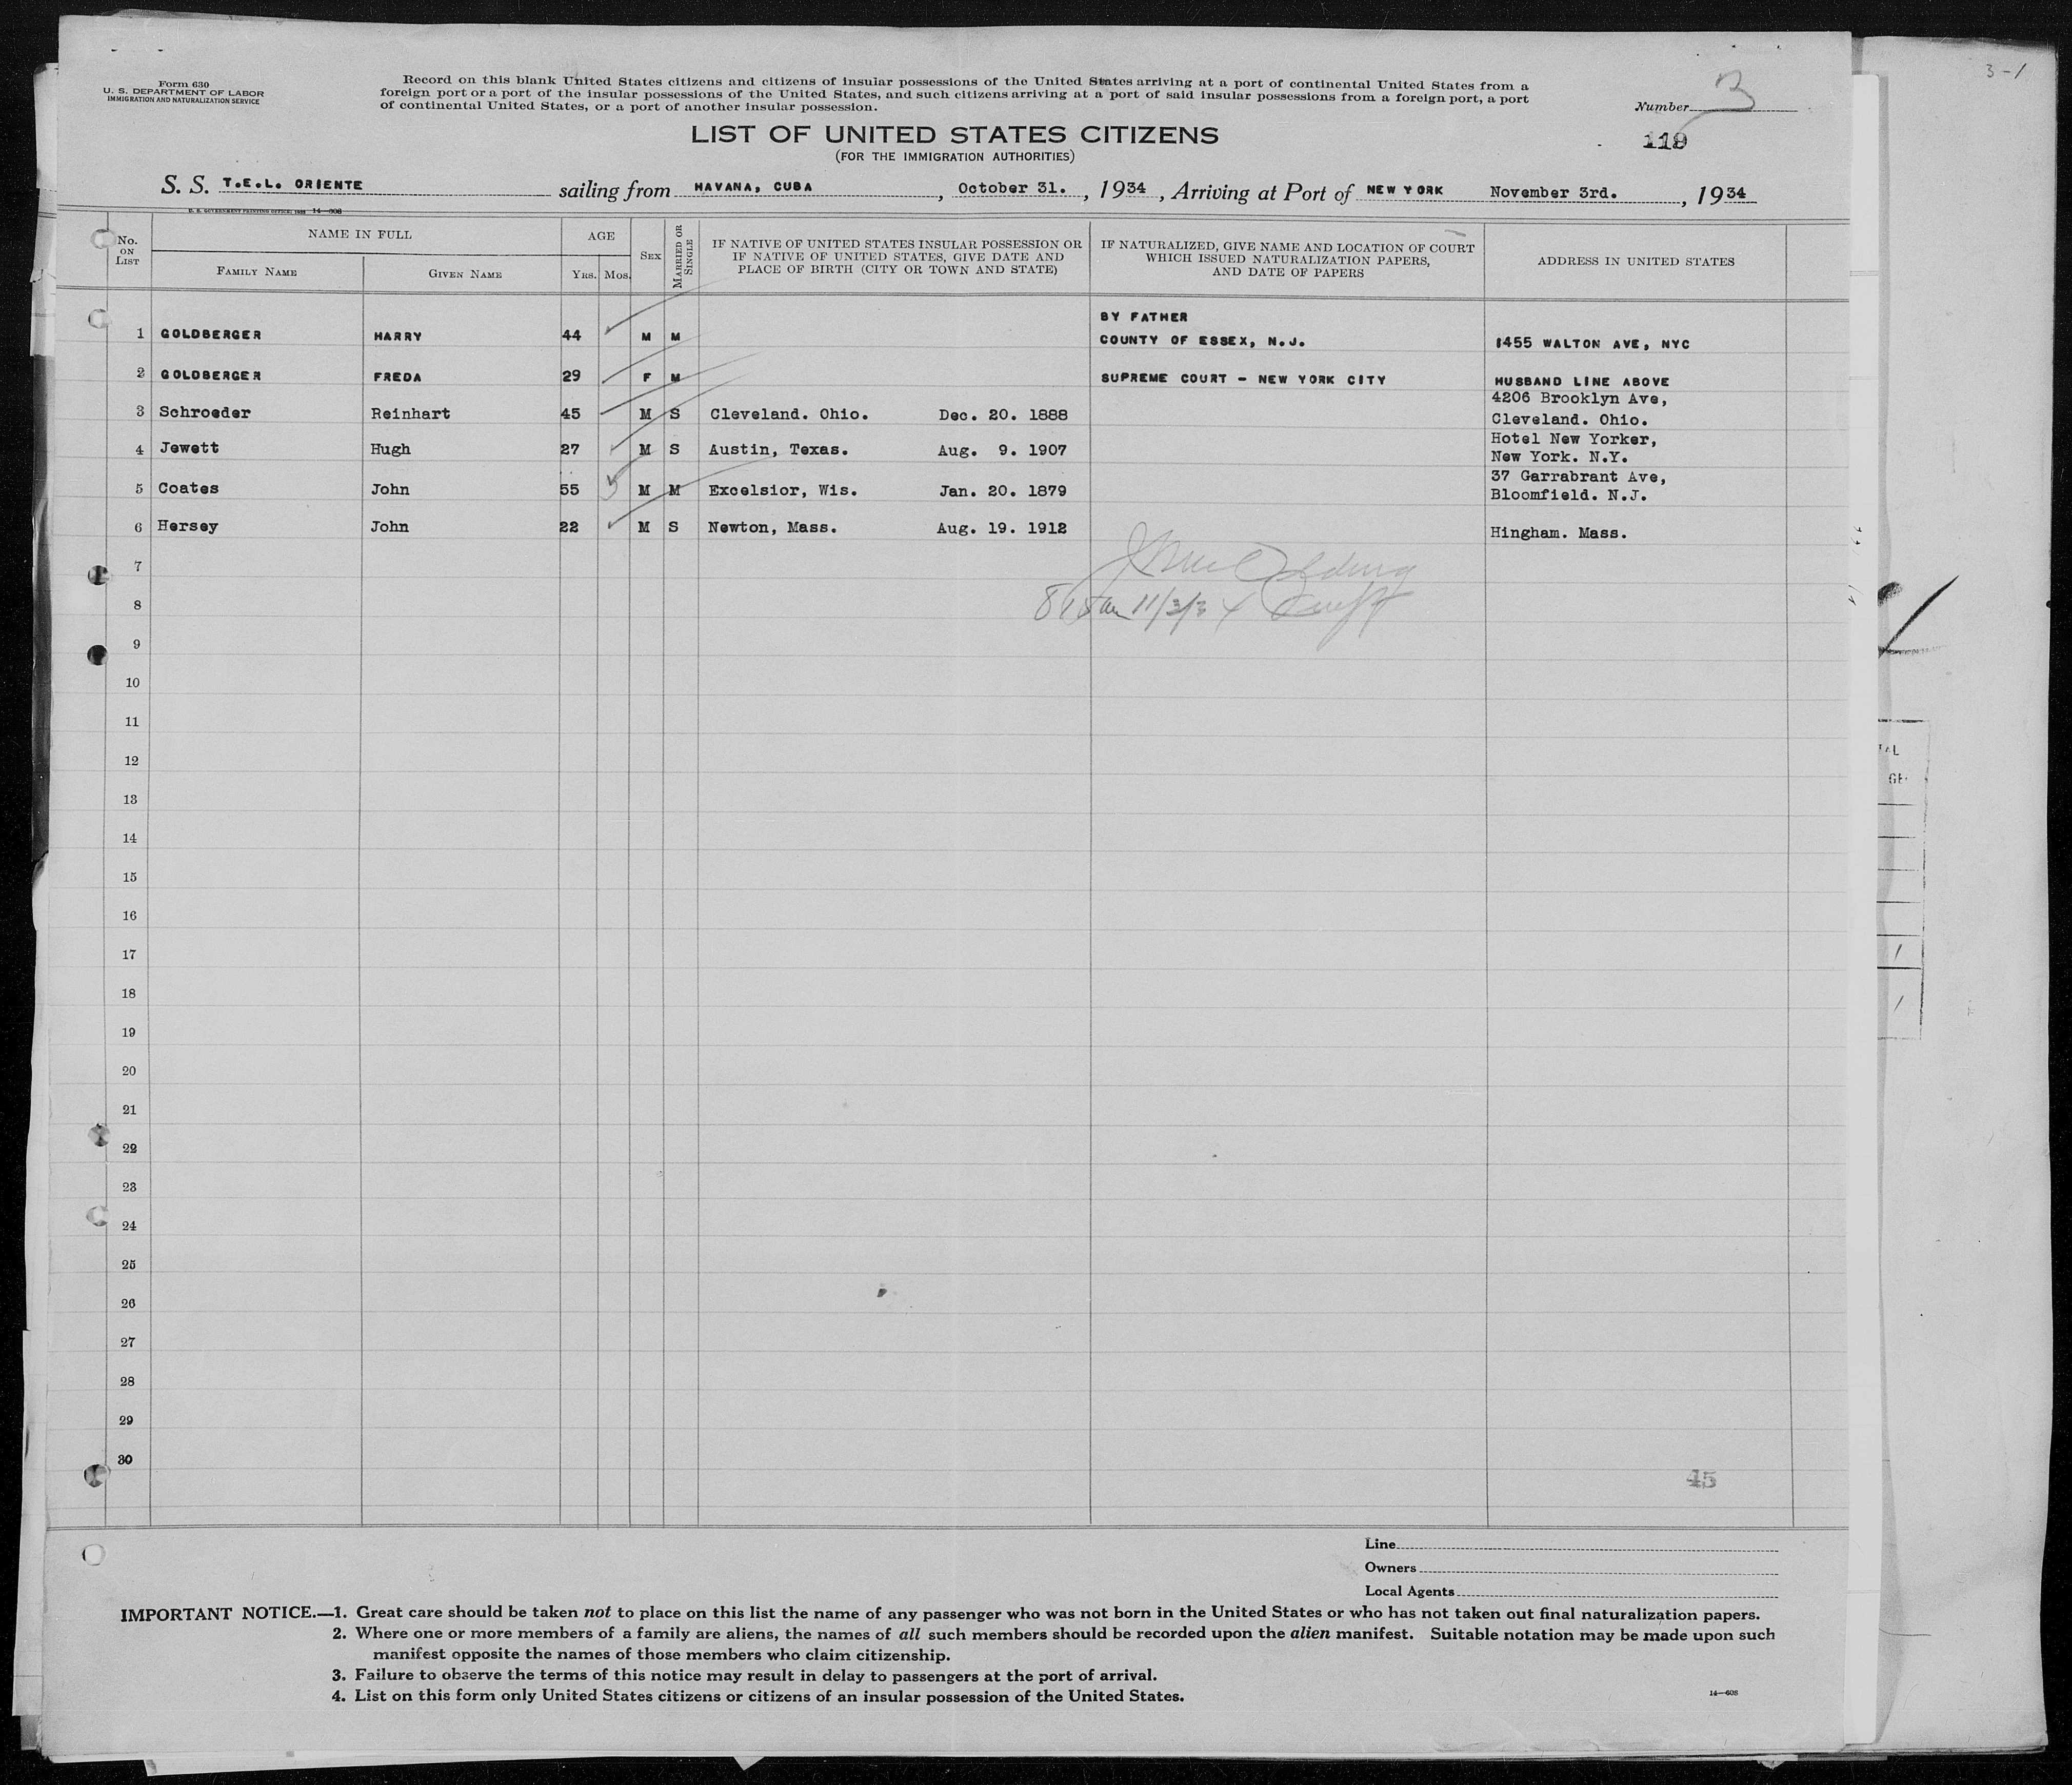 3-1
Form 630
U. S. DEPARTMENT OF LABOR
IMMIGRATION AND NATURALIZATION SERVICE
Record on this blank United States citizens and citizens of insular possessions of the United States arriving at a port of continental United States from a
foreign port or a port of the insular possessions of the United States, and such citizens arriving at a port of said insular possessions from a foreign port, a port
of continental United States, or a port of another insular possession.
Number 3
119
LIST OF UNITED STATES CITIZENS
(FOR THE IMMIGRATION AUTHORITIES)
S. S. T.E.L. ORIENTE sailing from HAVANA, CUBA, October 31., 1934, Arriving at Port of NEW YORK November 3rd., 1934
U. S. GOVERNMENT PRINTING OFFICE: 14—608
No. ON LIST
NAME IN FULL
FAMILY NAME
GIVEN NAME
AGE
YRS. MOS.
SEX
MARRIED OR SINGLE
IF NATIVE OF UNITED STATES INSULAR POSSESSION OR
IF NATIVE OF UNITED STATES, GIVE DATE AND
PLACE OF BIRTH (CITY OR TOWN AND STATE)
IF NATURALIZED, GIVE NAME AND LOCATION OF COURT
WHICH ISSUED NATURALIZATION PAPERS,
AND DATE OF PAPERS
ADDRESS IN UNITED STATES
BY FATHER
1 GOLDBERGER HARRY 44 M M COUNTY OF ESSEX, N.J. 1455 WALTON AVE, NYC
2 GOLDBERGER FREDA 29 F M SUPREME COURT - NEW YORK CITY HUSBAND LINE ABOVE
4206 Brooklyn Ave,
3 Schroeder Reinhart 45 M S Cleveland. Ohio. Dec. 20. 1888 Cleveland. Ohio.
Hotel New Yorker,
4 Jewett Hugh 27 M S Austin, Texas. Aug. 9. 1907 New York. N.Y.
37 Garrabrant Ave,
5 Coates John 55 M M Excelsior, Wis. Jan. 20. 1879 Bloomfield. N.J.
6 Hersey John 22 M S Newton, Mass. Aug. 19. 1912 Hingham. Mass.
7
8 11/3/34
9
10
11
12
13
14
15
16
17
18
19
20
21
22
23
24
25
26
27
28
29
30
45
Line
Owners
Local Agents
IMPORTANT NOTICE.—1. Great care should be taken not to place on this list the name of any passenger who was not born in the United States or who has not taken out final naturalization papers.
2. Where one or more members of a family are aliens, the names of all such members should be recorded upon the alien manifest. Suitable notation may be made upon such
manifest opposite the names of those members who claim citizenship.
3. Failure to observe the terms of this notice may result in delay to passengers at the port of arrival.
4. List on this form only United States citizens or citizens of an insular possession of the United States.
14—608